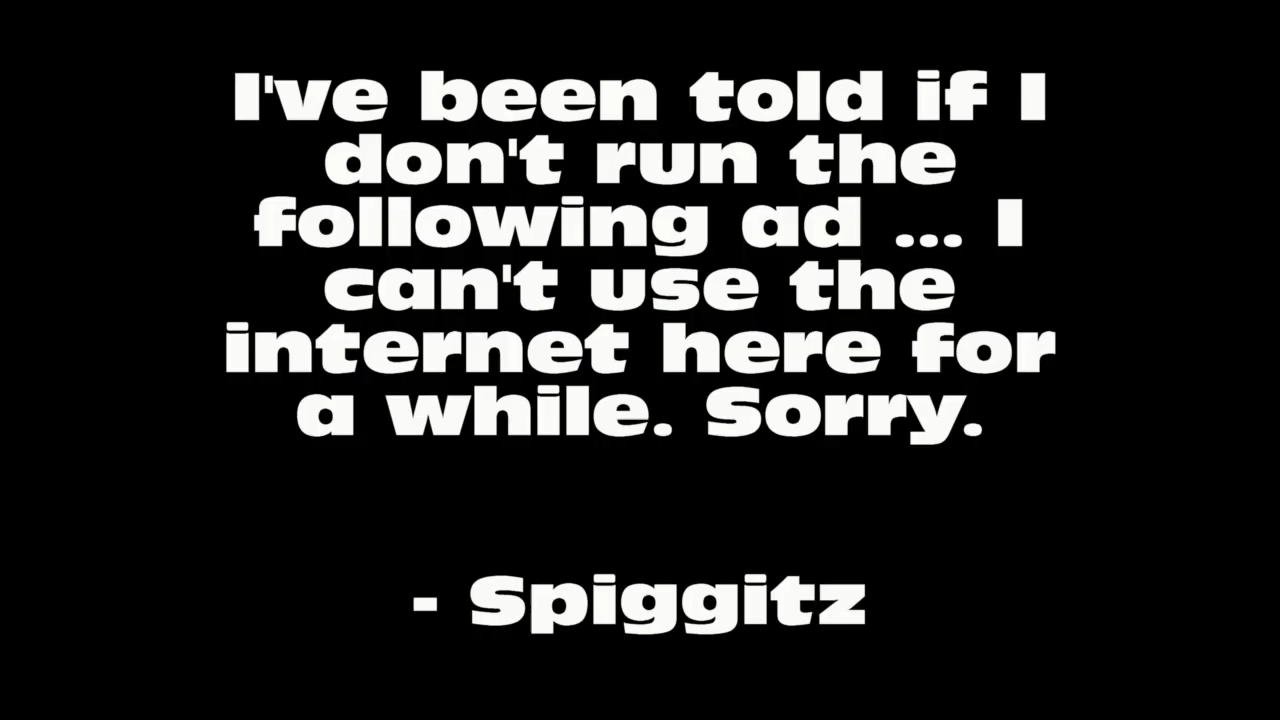 I've been told if I
don't run the
following ad ... I
can't use the
internet here for
a while. Sorry.
- Spiggitz